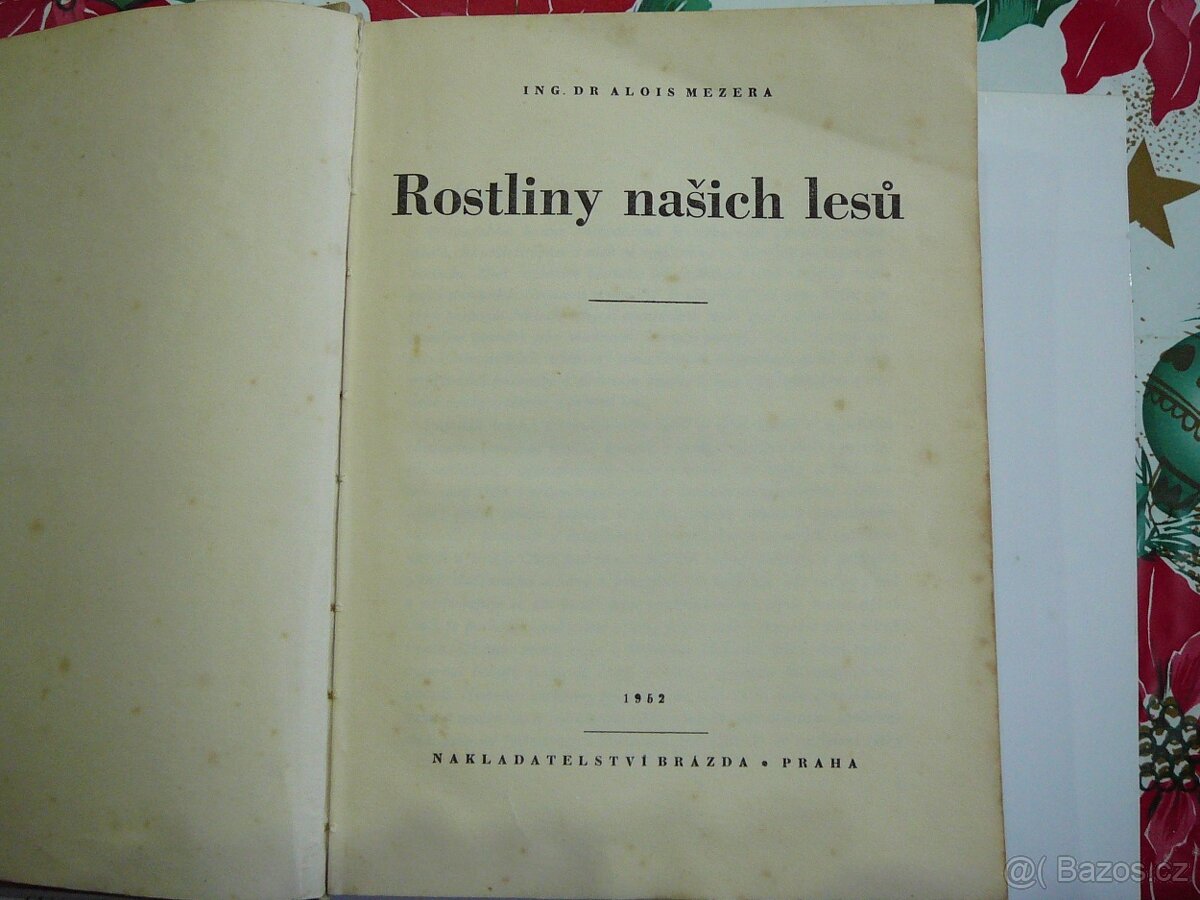 ING. DR ALOIS MEZERA
Rostliny našich lesů
1952
NAKLADATELSTVÍ BRÁZDA • PRAHA
@( Bazos.cz